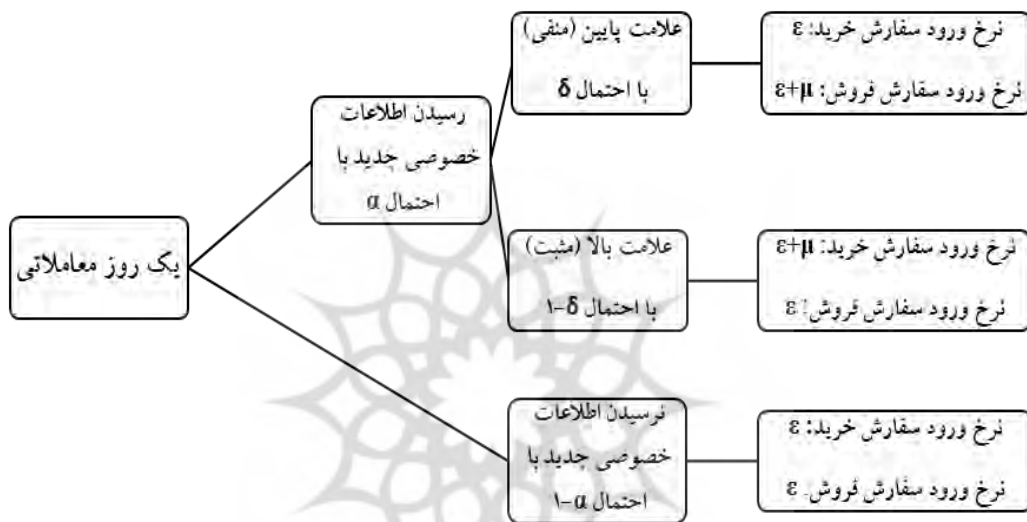 یک روز معاملاتی
رسیدن اطلاعات
خصوصی جدید با
احتمال α
علامت پایین (منفی)
با احتمال δ
نرخ ورود سفارش خرید: ε
نرخ ورود سفارش فروش: ε+μ
علامت بالا (مثبت)
با احتمال ۱-δ
نرخ ورود سفارش خرید: ε+μ
نرخ ورود سفارش فروش: ε
نرسیدن اطلاعات
خصوصی جدید با
احتمال ۱-α
نرخ ورود سفارش خرید: ε
نرخ ورود سفارش فروش: ε